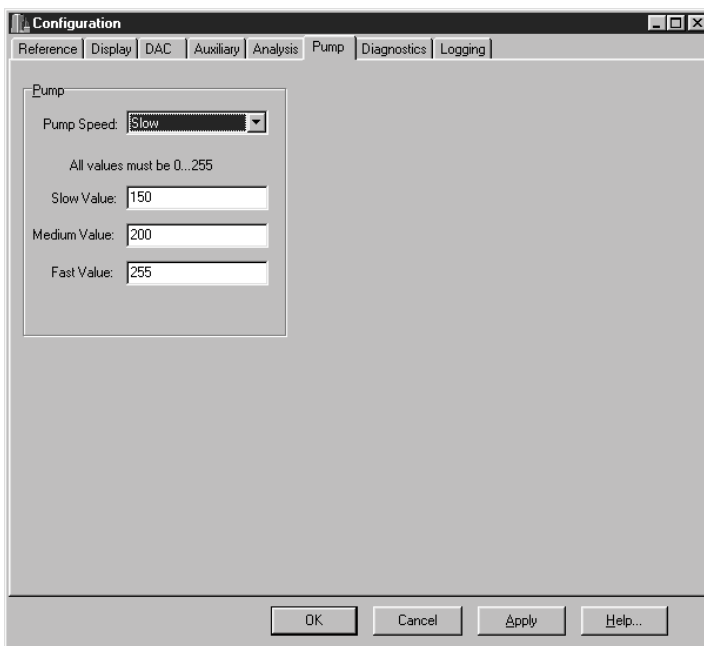 Configuration
Reference Display DAC Auxiliary Analysis Pump Diagnostics Logging
Pump
Pump Speed: Slow
All values must be 0...255
Slow Value: 150
Medium Value: 200
Fast Value: 255
OK Cancel Apply Help...